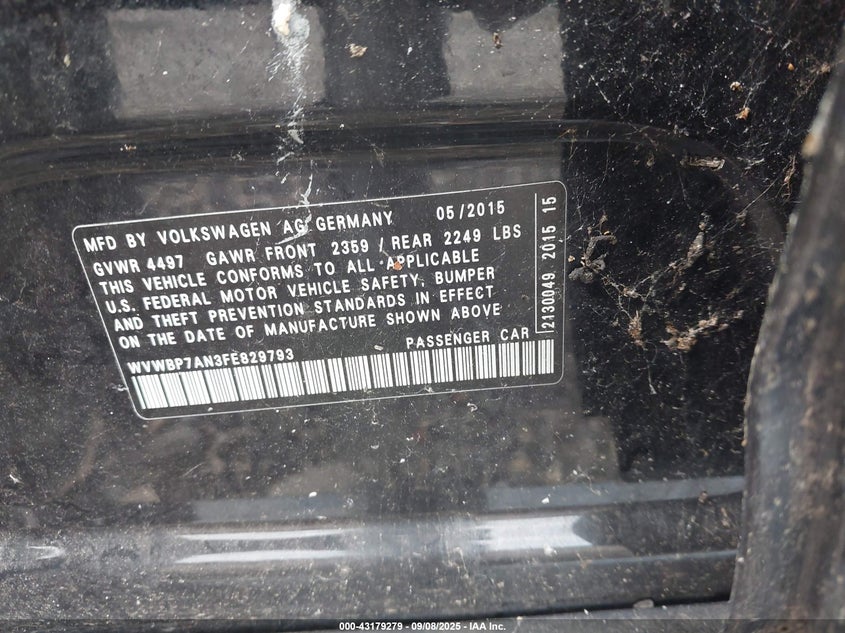 MFD BY VOLKSWAGEN AG GERMANY 05/2015
GVWR 4497 GAWR FRONT 2359 / REAR 2249 LBS
THIS VEHICLE CONFORMS TO ALL APPLICABLE
U.S. FEDERAL MOTOR VEHICLE SAFETY, BUMPER
AND THEFT PREVENTION STANDARDS IN EFFECT
ON THE DATE OF MANUFACTURE SHOWN ABOVE
WVWBP7AN3FE829793 PASSENGER CAR
2130049 2015 15
000-43179279 - 09/08/2025 - IAA Inc.